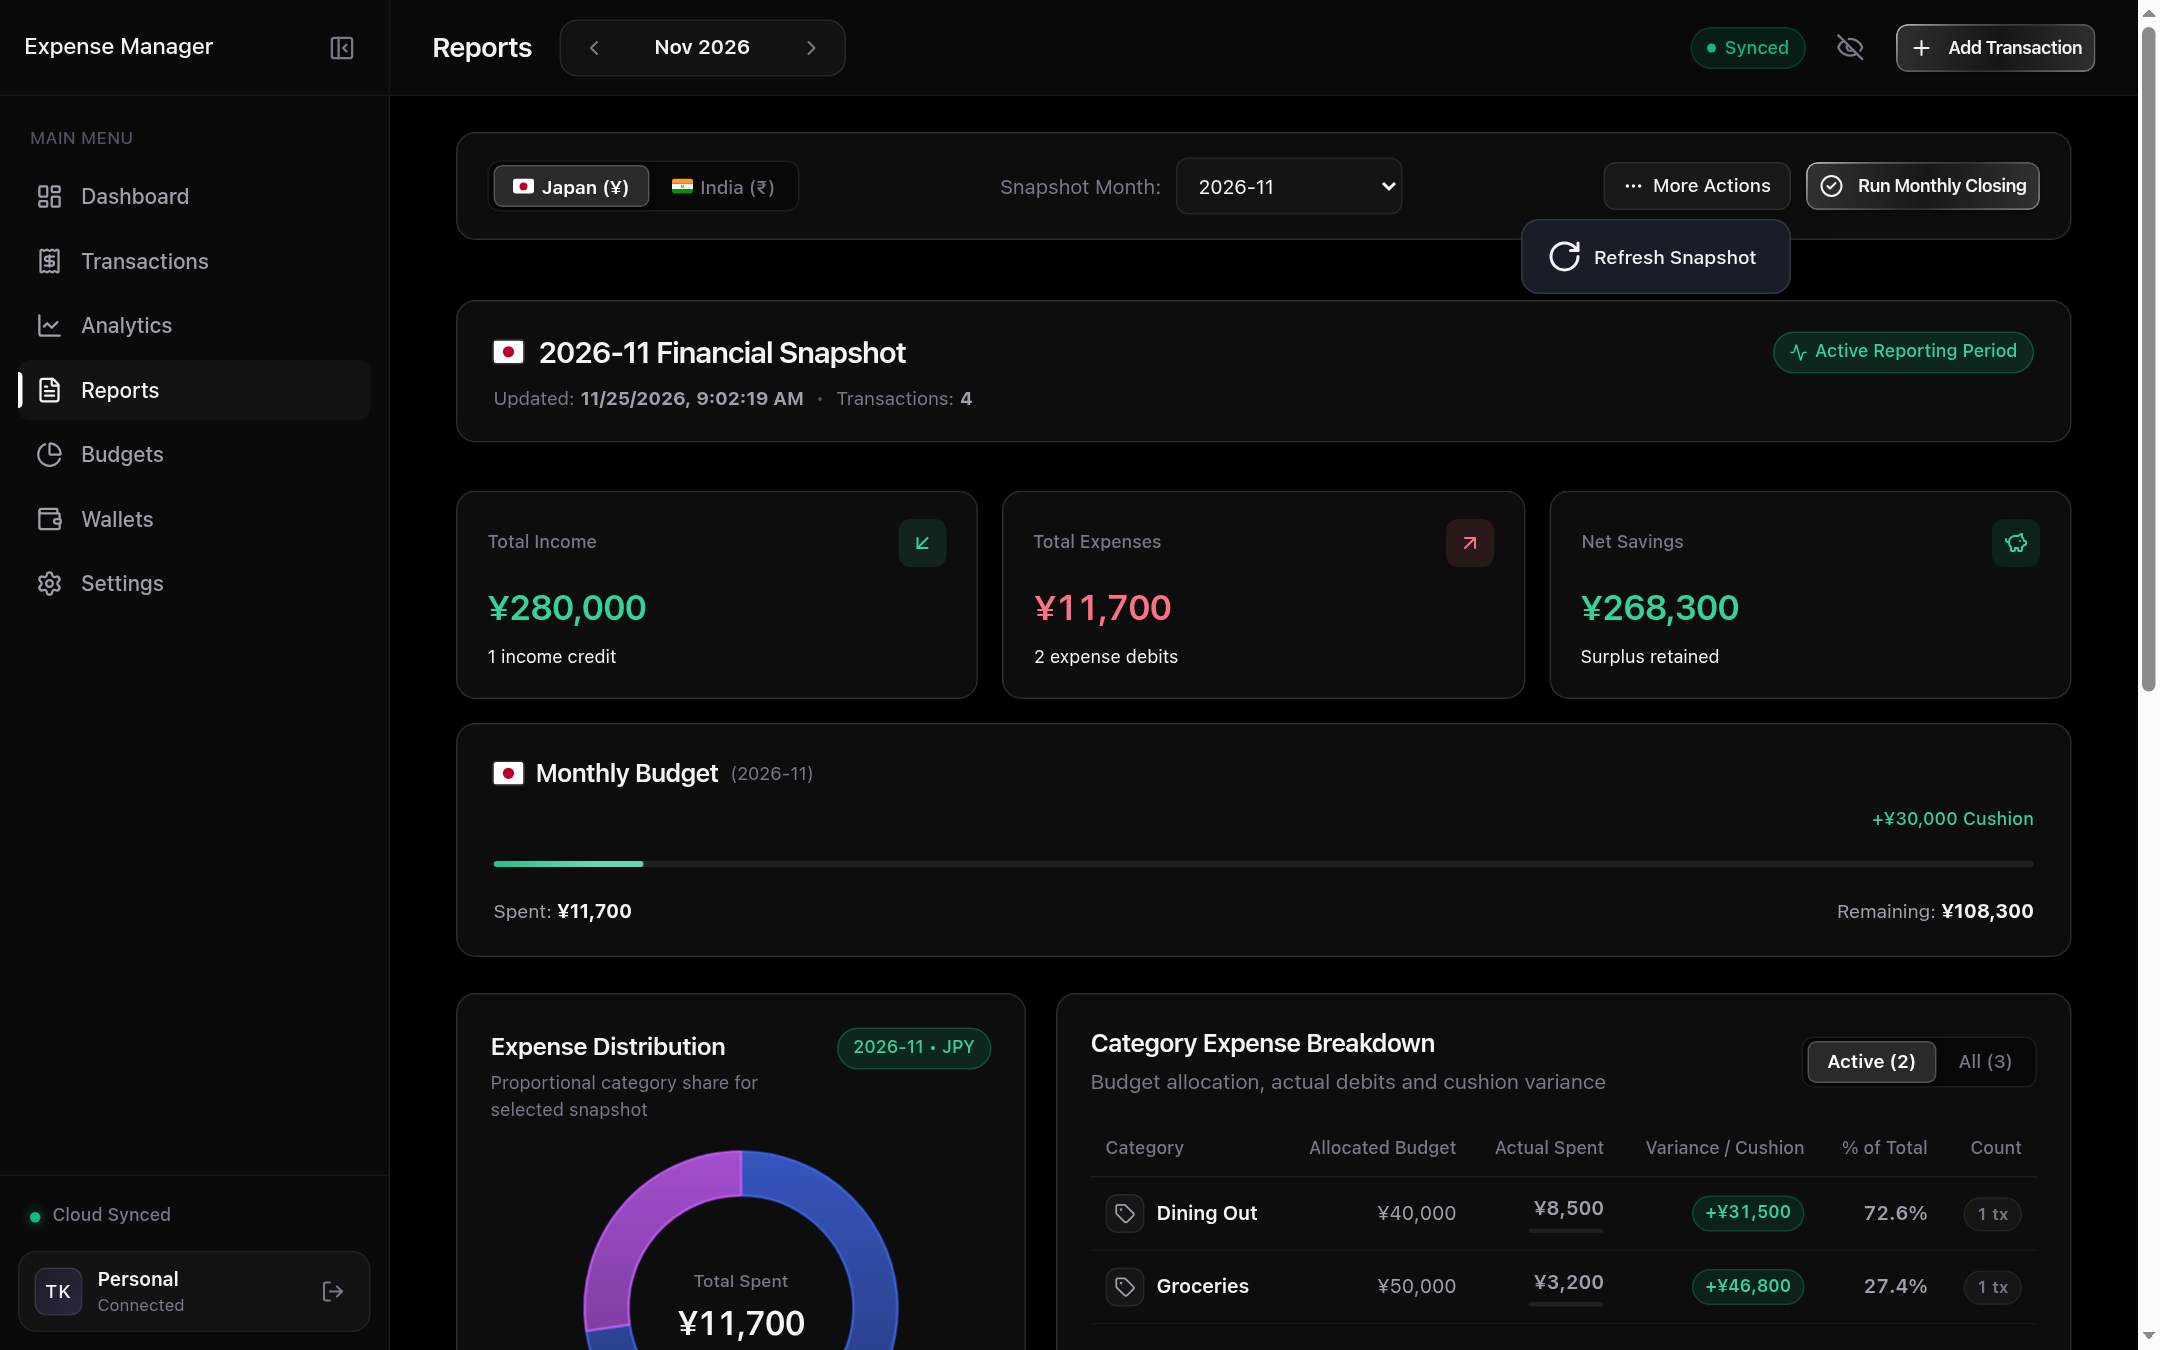 Expense Manager
MAIN MENU
Dashboard
Transactions
Analytics
Reports
Budgets
Wallets
Settings
Cloud Synced
TK
Personal
Connected
Reports
Nov 2026
Synced
Add Transaction
Japan (¥)
India (₹)
Snapshot Month:
2026-11
More Actions
Run Monthly Closing
Refresh Snapshot
2026-11 Financial Snapshot
Updated: 11/25/2026, 9:02:19 AM • Transactions: 4
Active Reporting Period
Total Income
¥280,000
1 income credit
Total Expenses
¥11,700
2 expense debits
Net Savings
¥268,300
Surplus retained
Monthly Budget (2026-11)
+¥30,000 Cushion
Spent: ¥11,700
Remaining: ¥108,300
Expense Distribution
2026-11 • JPY
Proportional category share for
selected snapshot
Total Spent
¥11,700
Category Expense Breakdown
Budget allocation, actual debits and cushion variance
Active (2)
All (3)
Category Allocated Budget Actual Spent Variance / Cushion % of Total Count
Dining Out ¥40,000 ¥8,500 +¥31,500 72.6% 1 tx
Groceries ¥50,000 ¥3,200 +¥46,800 27.4% 1 tx